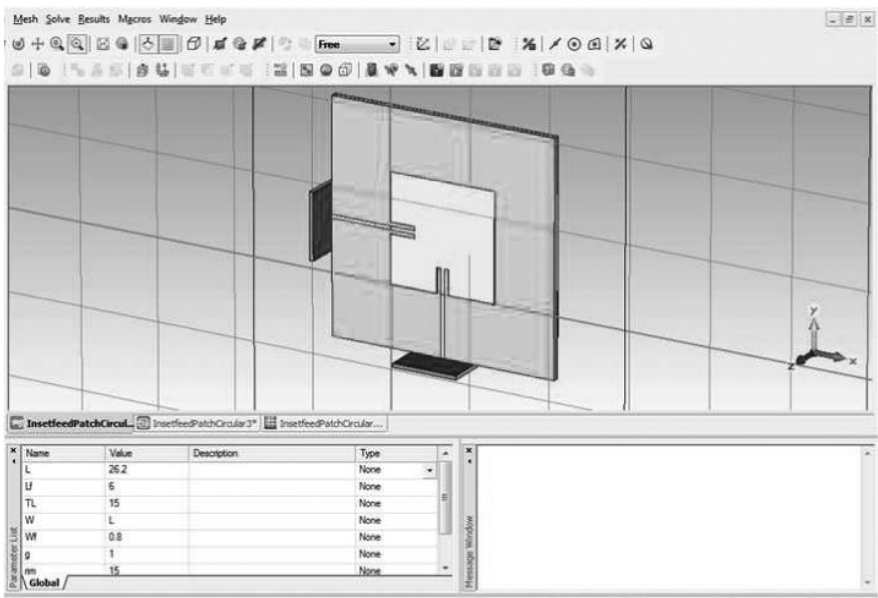 Mesh Solve Results Macros Window Help
Free
y
x
z
InsetfeedPatchCircul... InsetfeedPatchCircular3* InsetfeedPatchCircular...
Name Value Description Type
L 26.2 None
Lf 6 None
TL 15 None
W L None
Wf 0.8 None
g 1 None
rm 15 None
Global
Parameter List
Message Window